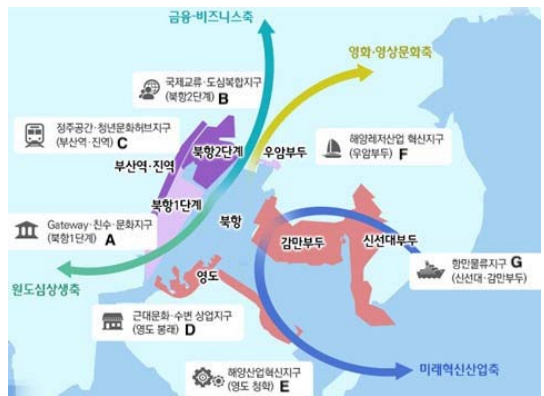 금융-비즈니스축
영화·영상문화축
국제교류·도심복합지구
(북항2단계) B
정주공간·청년문화허브지구
(부산역·진역) C
해양레저산업 혁신지구
(우암부두) F
북항2단계
우암부두
부산역·진역
북항1단계
북항
Gateway·친수·문화지구
(북항1단계) A
감만부두
신선대부두
항만물류지구 G
(신선대·감만부두)
원도심상생축
영도
근대문화·수변 상업지구
(영도 봉래) D
해양산업혁신지구
(영도 청학) E
미래혁신산업축